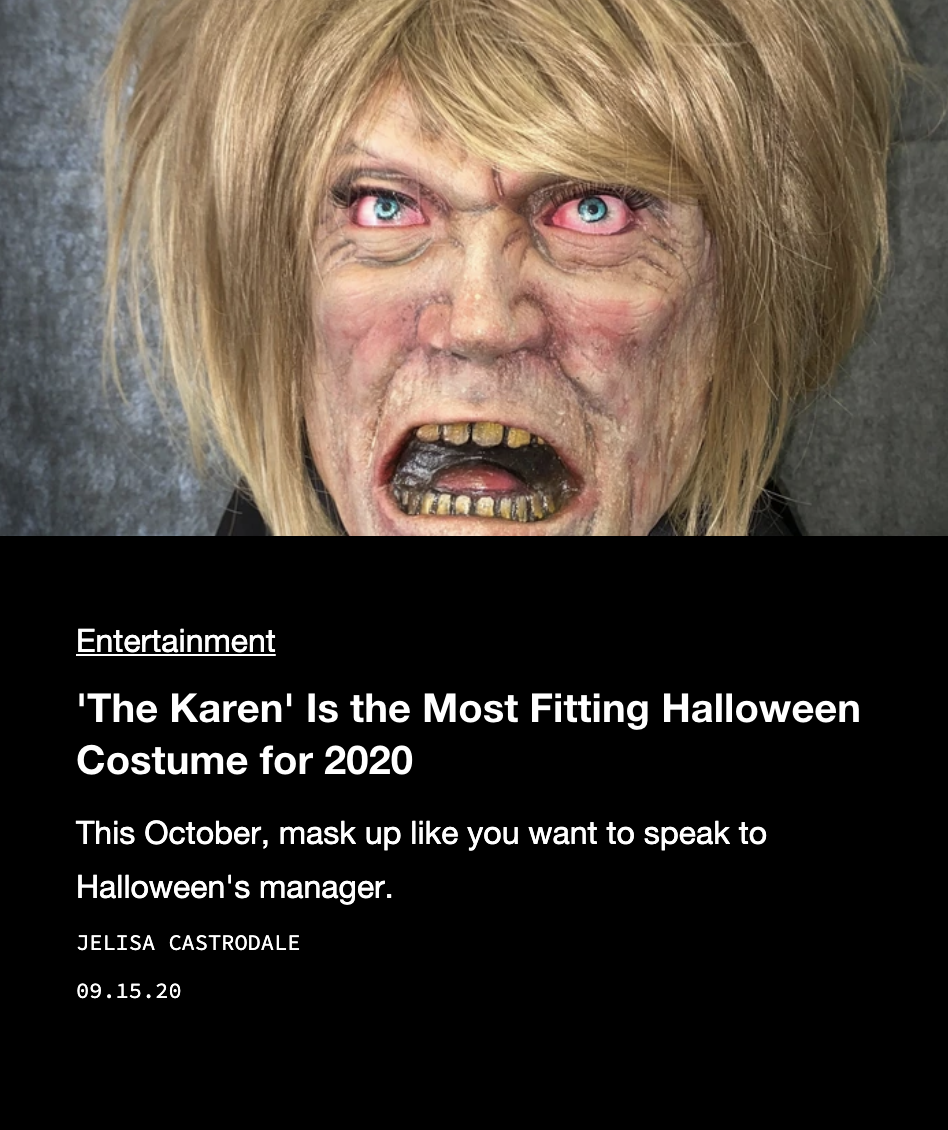 Entertainment
'The Karen' Is the Most Fitting Halloween
Costume for 2020
This October, mask up like you want to speak to
Halloween's manager.
JELISA CASTRODALE
09.15.20